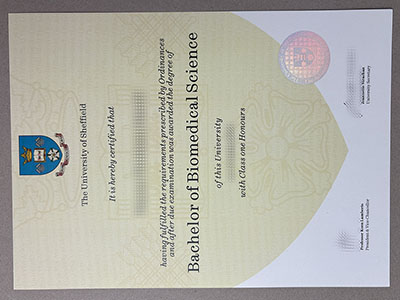 The University of Sheffield
It is hereby certified that
having fulfilled the requirements prescribed by Ordinances
and after due examination was awarded the degree of
Bachelor of Biomedical Science
of this University
with Class one Honours
Professor Koen Lamberts
President & Vice-Chancellor
University Secretary